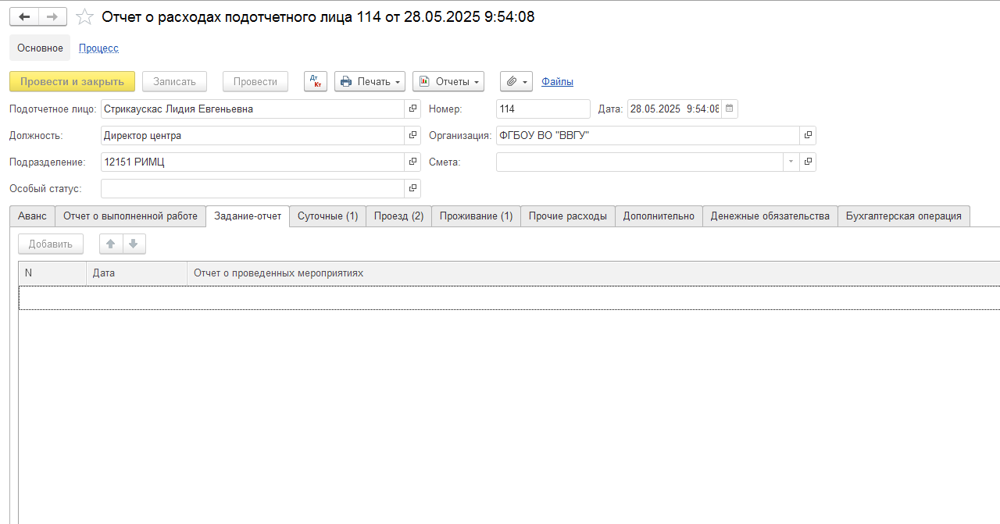 Отчет о расходах подотчетного лица 114 от 28.05.2025 9:54:08
Основное Процесс
Провести и закрыть Записать Провести Дт Кт Печать Отчеты Файлы
Подотчетное лицо: Стрикаускас Лидия Евгеньевна Номер: 114 Дата: 28.05.2025 9:54:08
Должность: Директор центра Организация: ФГБОУ ВО "ВВГУ"
Подразделение: 12151 РИМЦ Смета:
Особый статус:
Аванс Отчет о выполненной работе Задание-отчет Суточные (1) Проезд (2) Проживание (1) Прочие расходы Дополнительно Денежные обязательства Бухгалтерская операция
Добавить
N Дата Отчет о проведенных мероприятиях